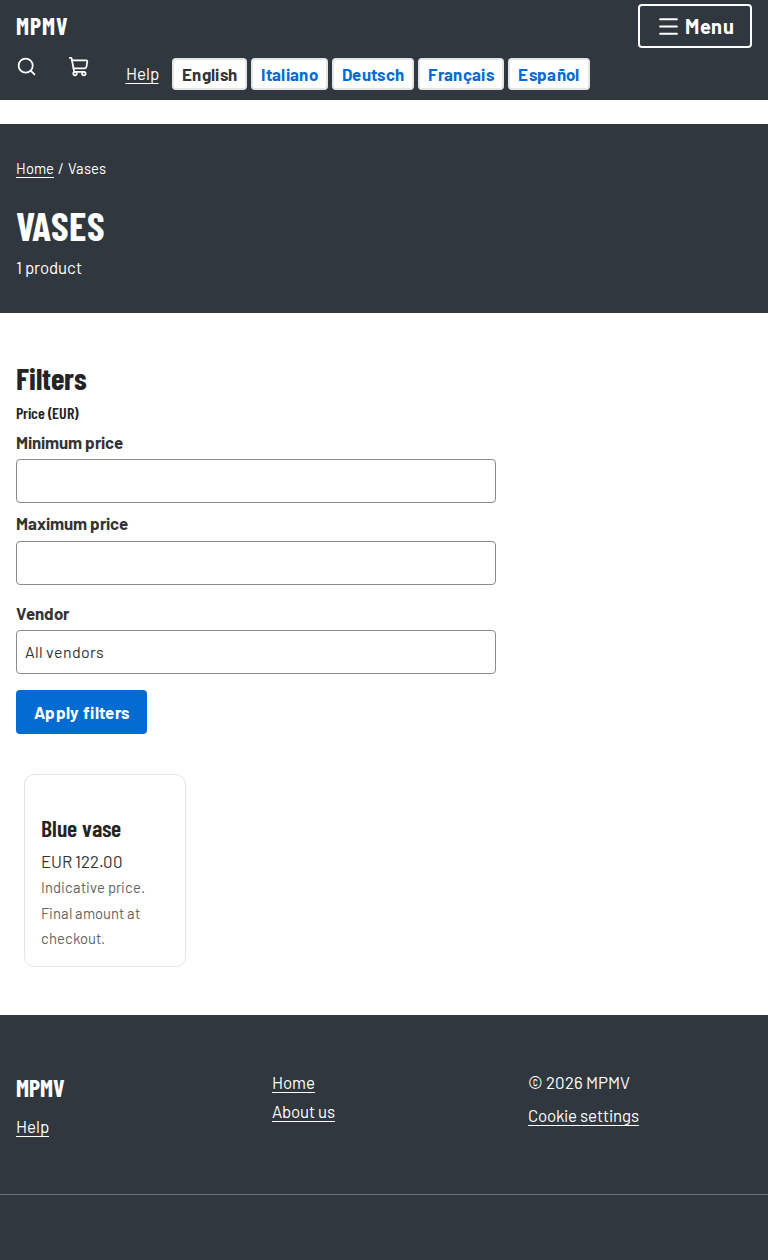 MPMV
Menu
Help English Italiano Deutsch Français Español
Home / Vases
VASES
1 product
Filters
Price (EUR)
Minimum price
Maximum price
Vendor
All vendors
Apply filters
Blue vase
EUR 122.00
Indicative price.
Final amount at
checkout.
MPMV
Help
Home
About us
© 2026 MPMV
Cookie settings